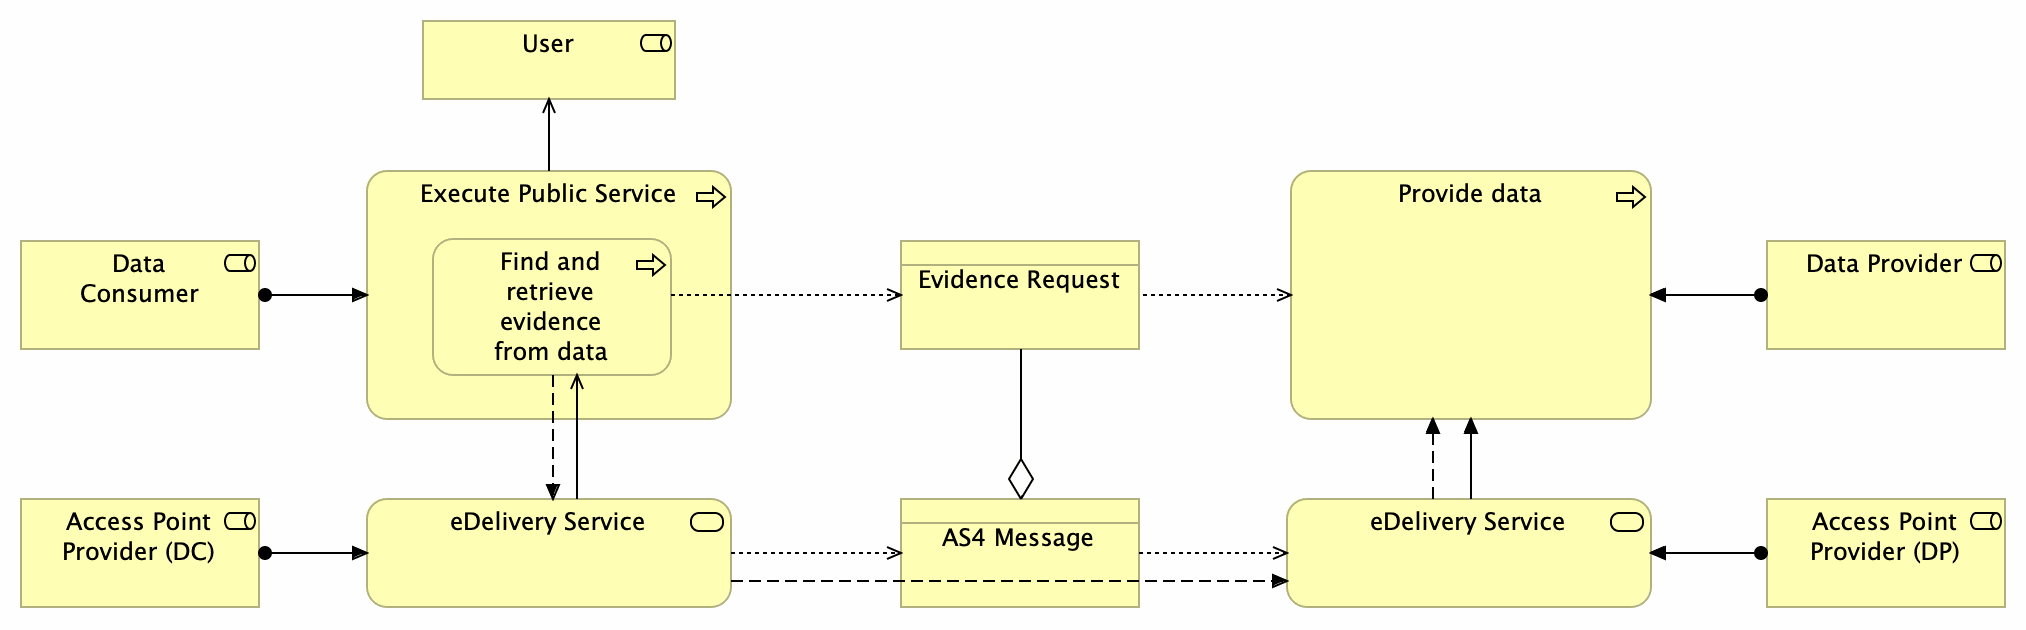 User
Execute Public Service
Provide data
Data
Consumer
Find and
retrieve
evidence
from data
Evidence Request
Data Provider
Access Point
Provider (DC)
eDelivery Service
AS4 Message
eDelivery Service
Access Point
Provider (DP)